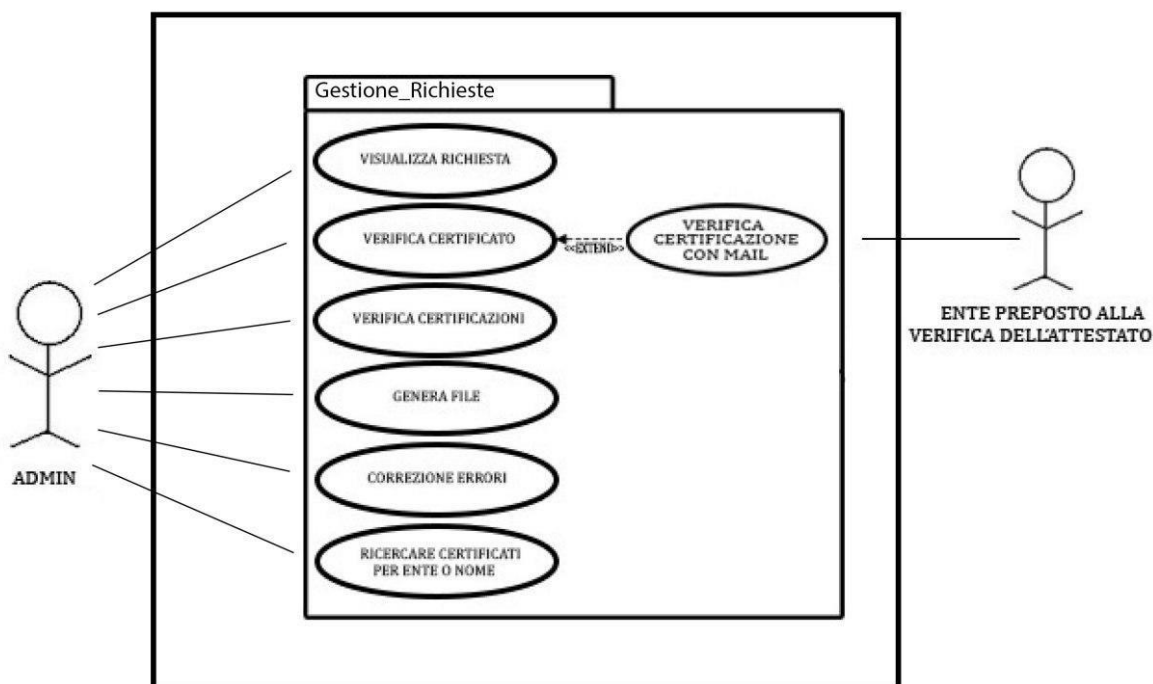 Gestione_Richieste
VISUALIZZA RICHIESTA
VERIFICA CERTIFICATO
<<EXTEND>>
VERIFICA
CERTIFICAZIONE
CON MAIL
VERIFICA CERTIFICAZIONI
GENERA FILE
CORREZIONE ERRORI
RICERCARE CERTIFICATI
PER ENTE O NOME
ADMIN
ENTE PREPOSTO ALLA
VERIFICA DELL'ATTESTATO